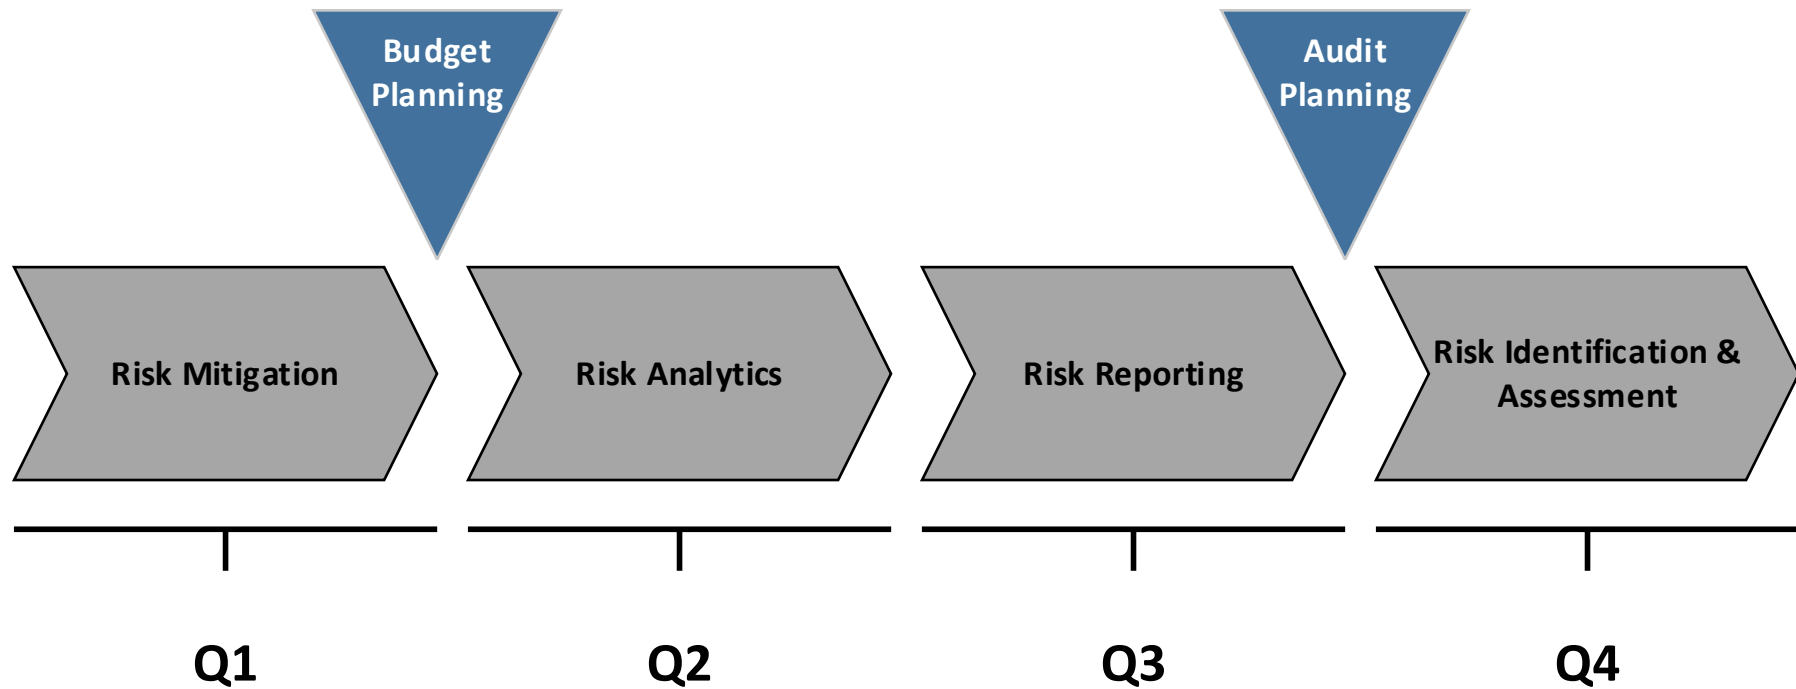 Budget
Planning
Audit
Planning
Risk Mitigation
Risk Analytics
Risk Reporting
Risk Identification &
Assessment
Q1
Q2
Q3
Q4